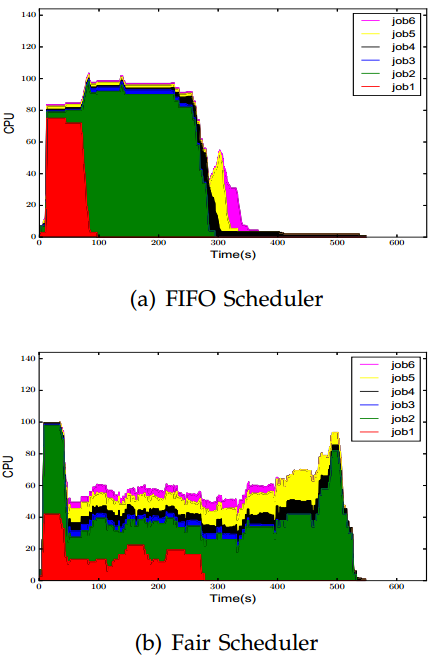 140
120
100
80
60
40
20
0
CPU
job6
job5
job4
job3
job2
job1
0 100 200 300 400 500 600
Time(s)
(a) FIFO Scheduler
140
120
100
80
60
40
20
0
CPU
job6
job5
job4
job3
job2
job1
0 100 200 300 400 500 600
Time(s)
(b) Fair Scheduler